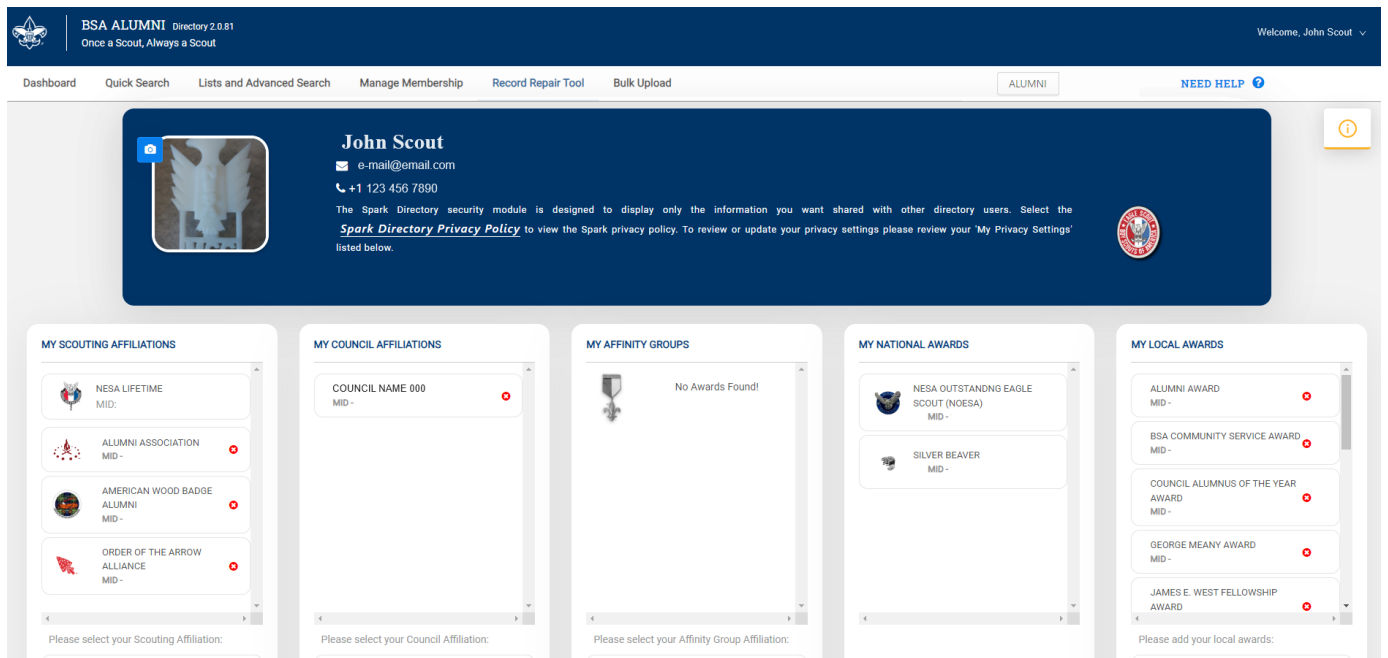 BSA ALUMNI Directory 2.0.81
Once a Scout, Always a Scout
Welcome, John Scout
Dashboard Quick Search Lists and Advanced Search Manage Membership Record Repair Tool Bulk Upload ALUMNI NEED HELP ?
John Scout
e-mail@email.com
+1 123 456 7890
The Spark Directory security module is designed to display only the information you want shared with other directory users. Select the
Spark Directory Privacy Policy to view the Spark privacy policy. To review or update your privacy settings please review your 'My Privacy Settings'
listed below.
EAGLE SCOUT
BOY SCOUTS OF AMERICA
MY SCOUTING AFFILIATIONS
NESA LIFETIME
MID:
ALUMNI ASSOCIATION
MID -
AMERICAN WOOD BADGE
ALUMNI
MID -
ORDER OF THE ARROW
ALLIANCE
MID -
Please select your Scouting Affiliation:
MY COUNCIL AFFILIATIONS
COUNCIL NAME 000
MID -
Please select your Council Affiliation:
MY AFFINITY GROUPS
No Awards Found!
Please select your Affinity Group Affiliation:
MY NATIONAL AWARDS
NESA OUTSTANDNG EAGLE
SCOUT (NOESA)
MID -
SILVER BEAVER
MID -
MY LOCAL AWARDS
ALUMNI AWARD
MID -
BSA COMMUNITY SERVICE AWARD
MID -
COUNCIL ALUMNUS OF THE YEAR
AWARD
MID -
GEORGE MEANY AWARD
MID -
JAMES E. WEST FELLOWSHIP
AWARD
Please add your local awards: